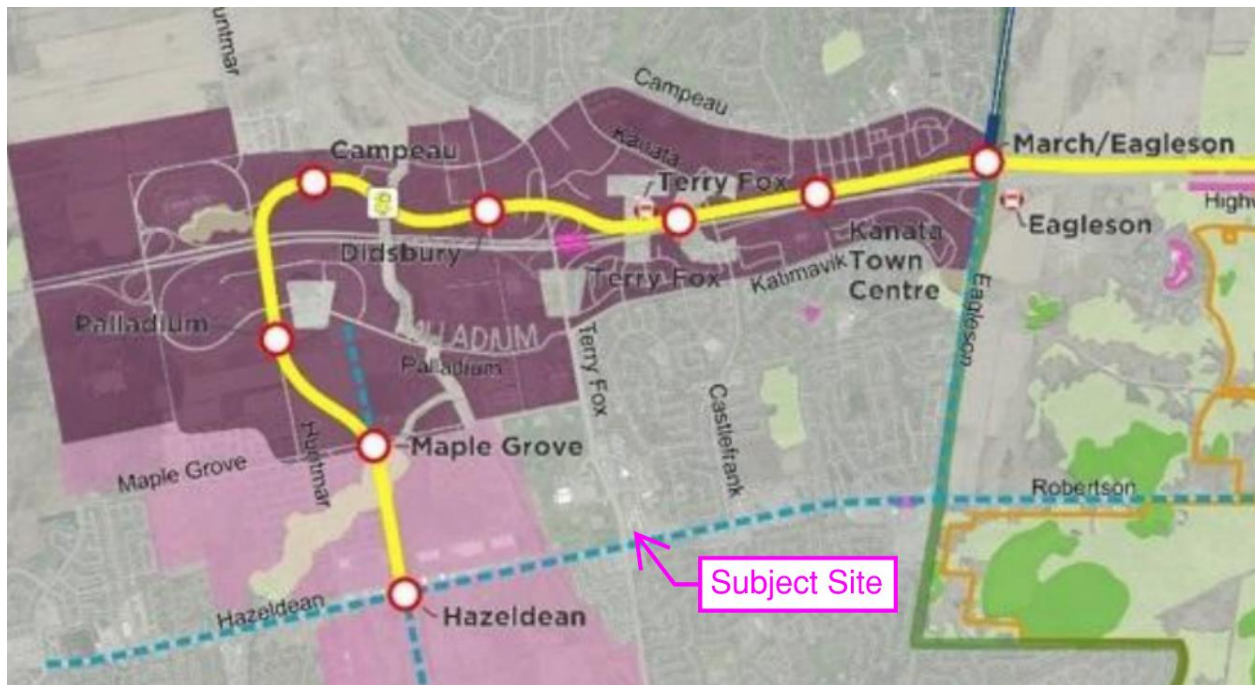 Campeau
Kanata
Campeau
March/Eagleson
Terry Fox
Eagleson
Didsbury
Kanata
Town
Centre
Terry Fox
Katimavik
Eagleson
Palladium
PALLADIUM
Palladium
Terry Fox
Castlefrank
Huntmar
Maple Grove
Maple Grove
Robertson
Subject Site
Hazeldean
Hazeldean